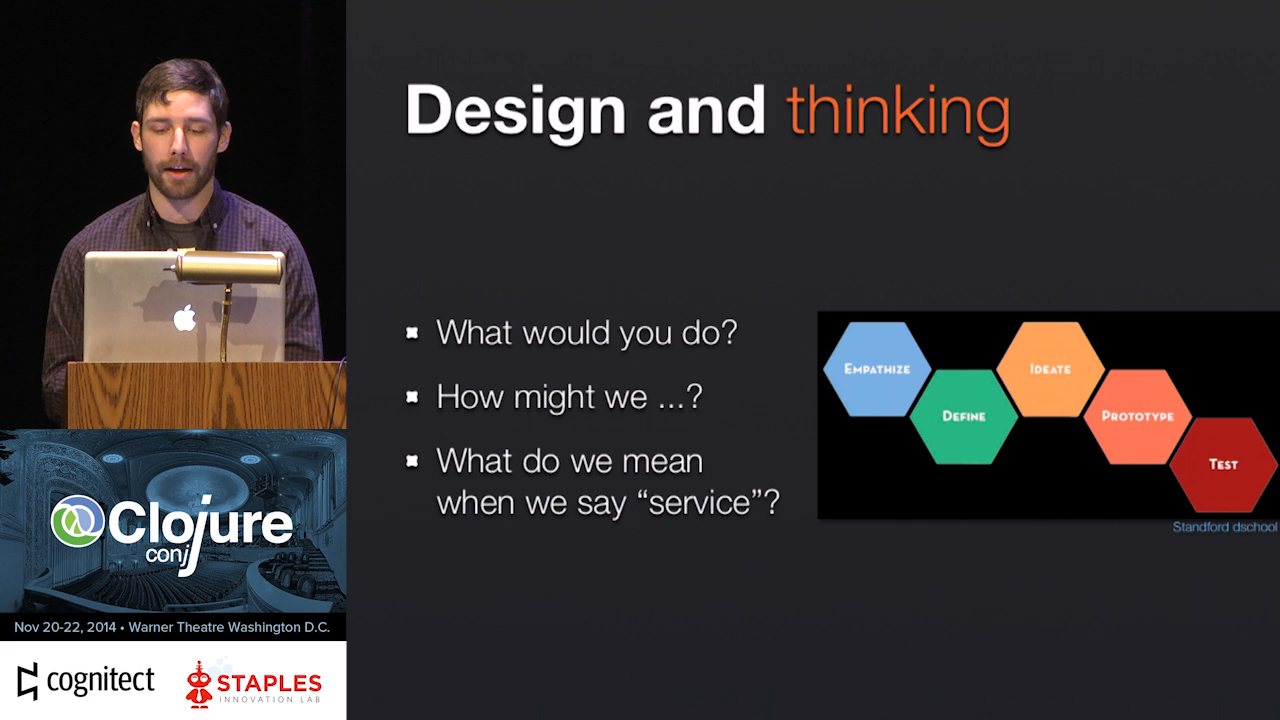 Design and thinking
What would you do?
How might we ...?
What do we mean
when we say “service”?
EMPATHIZE
DEFINE
IDEATE
PROTOTYPE
TEST
Standford dschool
Clojure
conj
Nov 20-22, 2014 • Warner Theatre Washington D.C.
cognitect
STAPLES
INNOVATION LAB